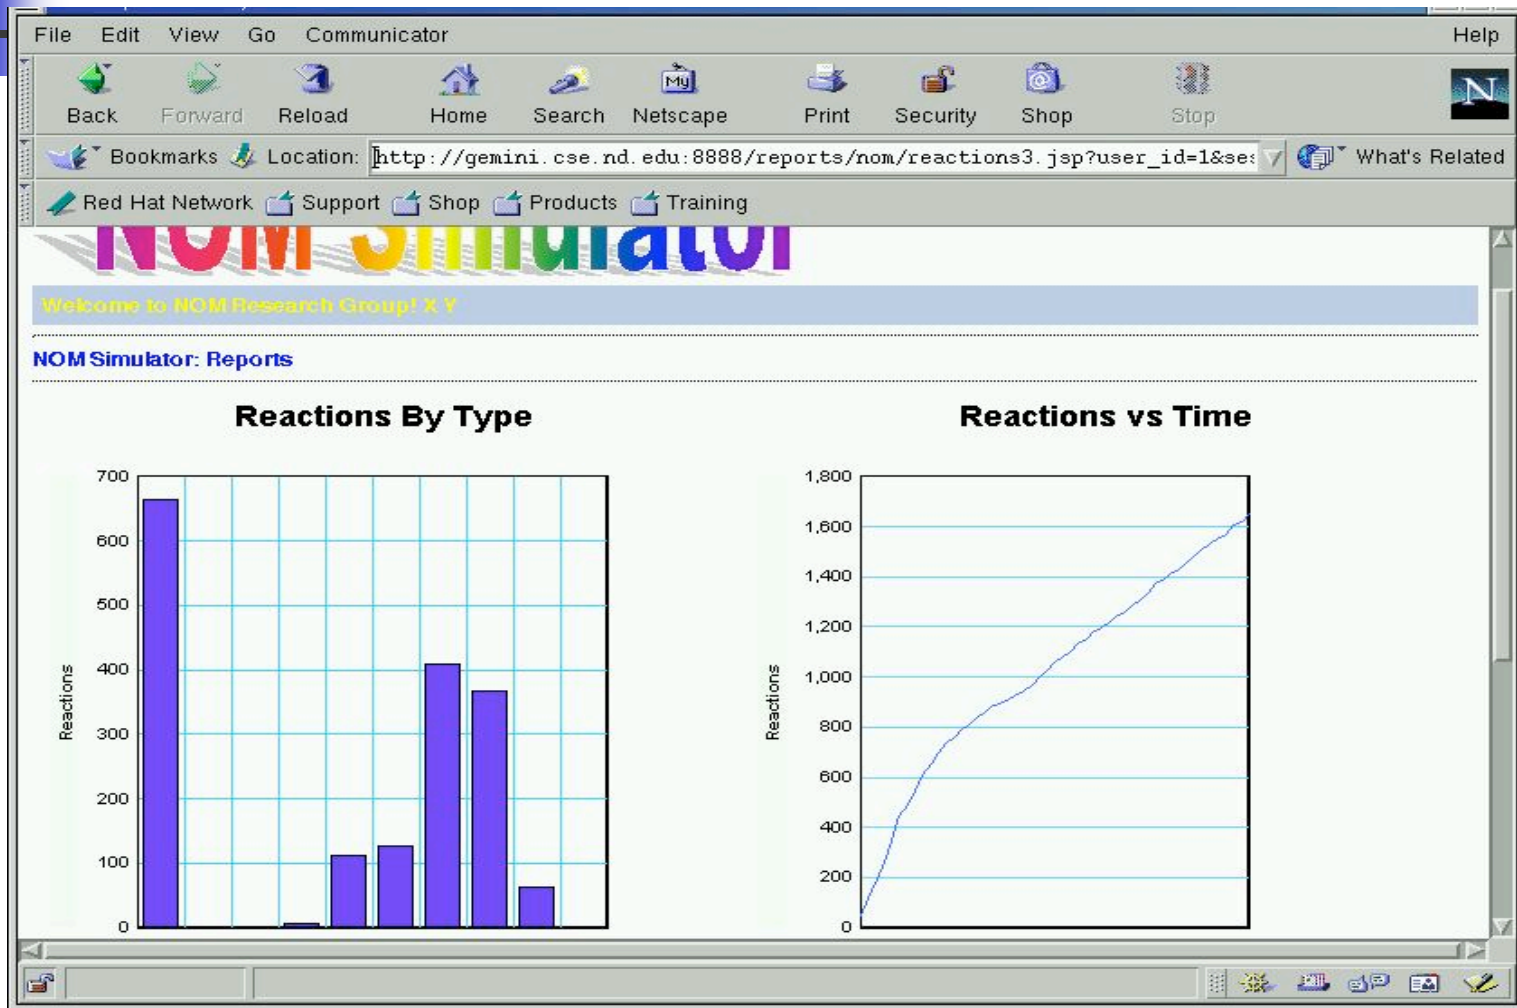 File Edit View Go Communicator Help
Back Forward Reload Home Search My Netscape Print Security Shop Stop N
Bookmarks Location: http://gemini.cse.nd.edu:8888/reports/nom/reactions3.jsp?user_id=1&ses What's Related
Red Hat Network Support Shop Products Training
NOM Simulator
Welcome to NOM Research Group! X Y
NOM Simulator: Reports
Reactions By Type
700
600
500
400
300
200
100
0
Reactions
Reactions vs Time
1,800
1,600
1,400
1,200
1,000
800
600
400
200
0
Reactions